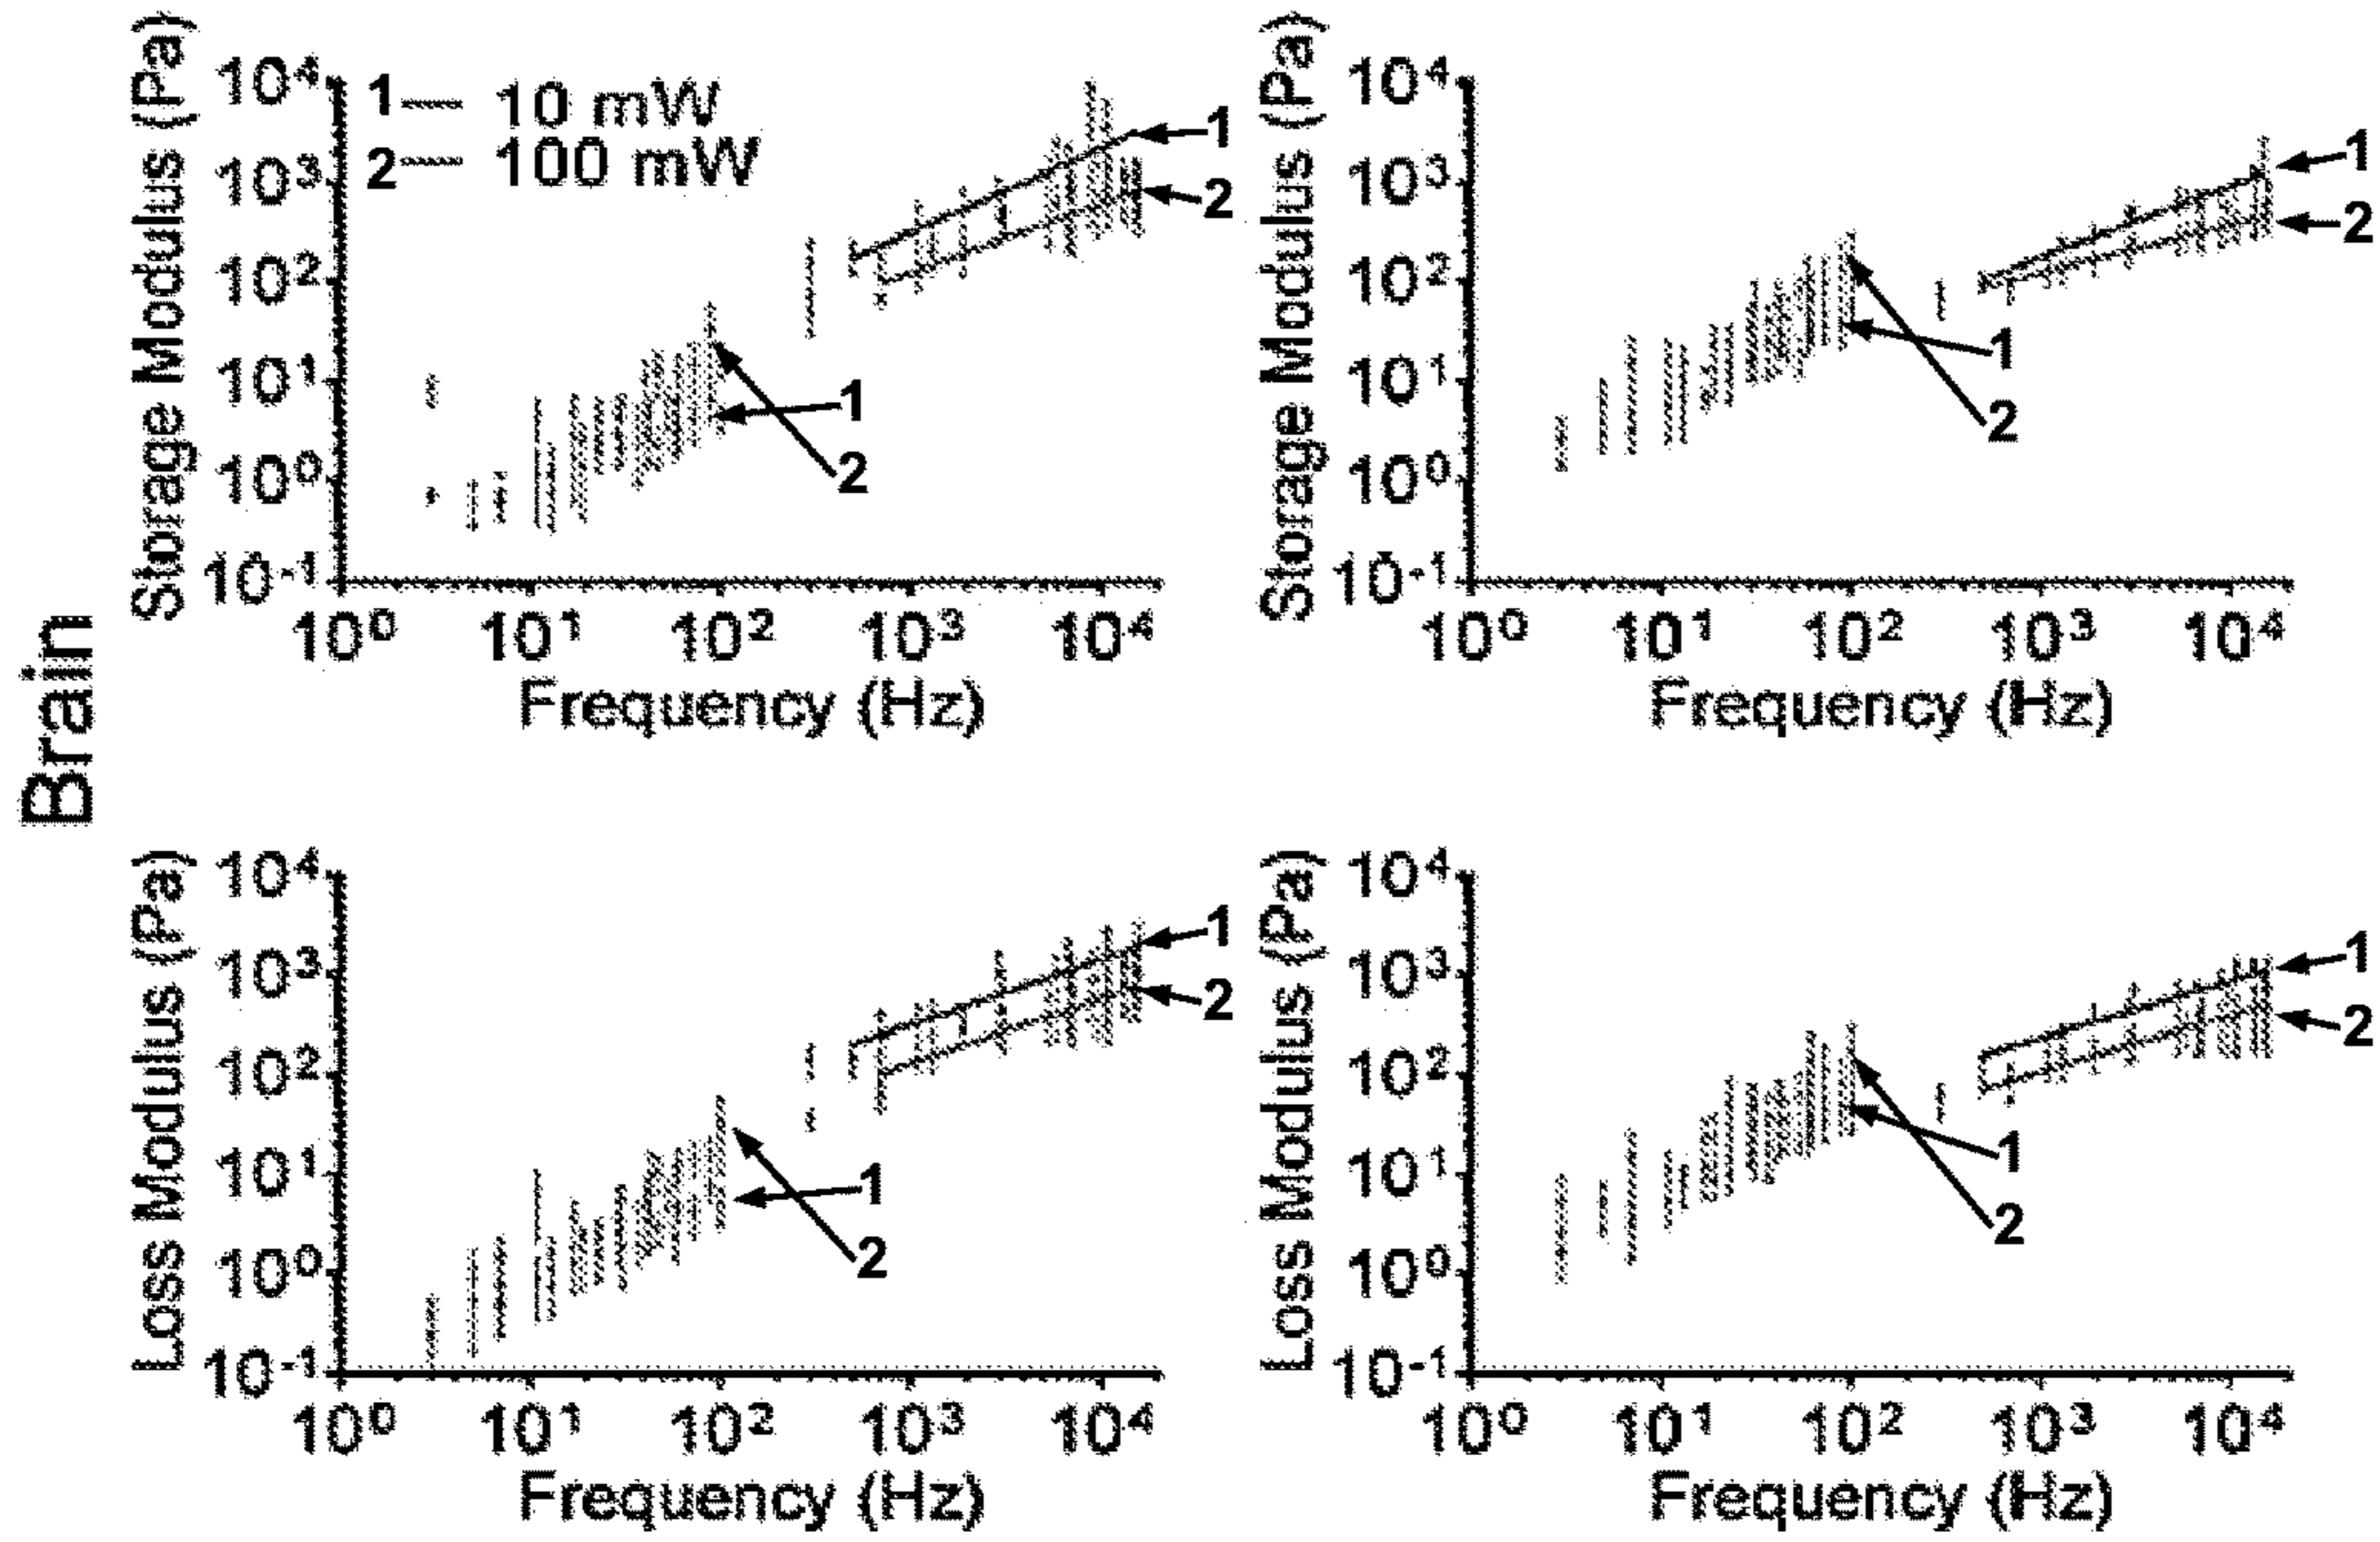 Brain
Storage Modulus (Pa)
10⁴
10³
10²
10¹
10⁰
10⁻¹
1 — 10 mW
2 — 100 mW
1
2
1
2
10⁰ 10¹ 10² 10³ 10⁴
Frequency (Hz)
Storage Modulus (Pa)
10⁴
10³
10²
10¹
10⁰
10⁻¹
1
2
1
2
10⁰ 10¹ 10² 10³ 10⁴
Frequency (Hz)
Loss Modulus (Pa)
10⁴
10³
10²
10¹
10⁰
10⁻¹
1
2
1
2
10⁰ 10¹ 10² 10³ 10⁴
Frequency (Hz)
Loss Modulus (Pa)
10⁴
10³
10²
10¹
10⁰
10⁻¹
1
2
1
2
10⁰ 10¹ 10² 10³ 10⁴
Frequency (Hz)